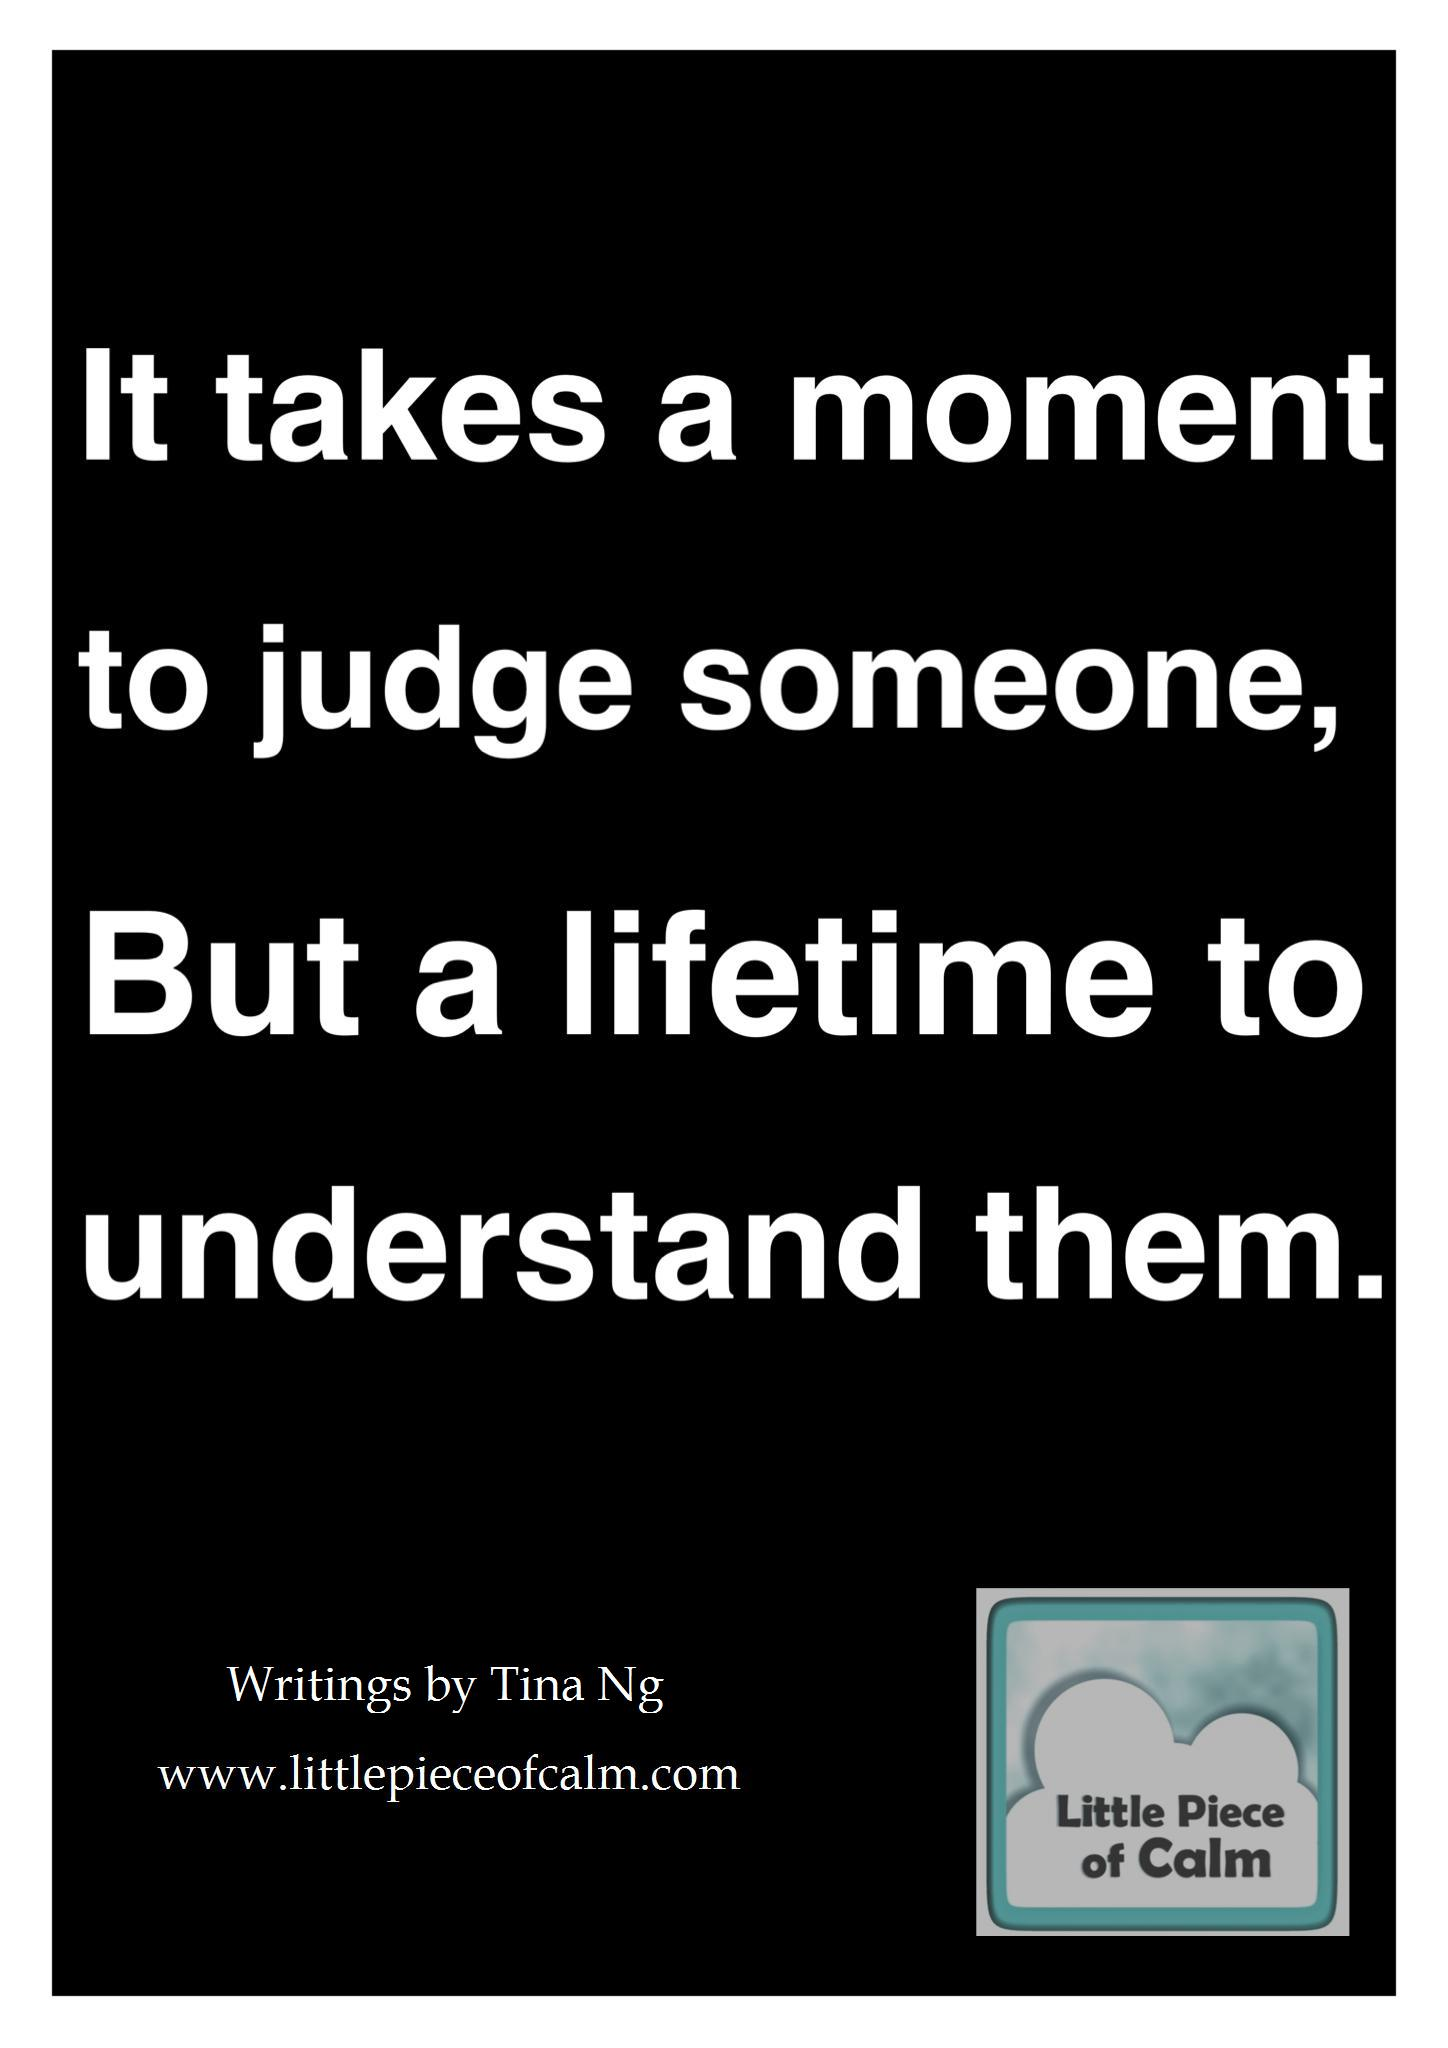 It takes a moment
to judge someone,
But a lifetime to
understand them.
Writings by Tina Ng
www.littlepieceofcalm.com
Little Piece
of Calm